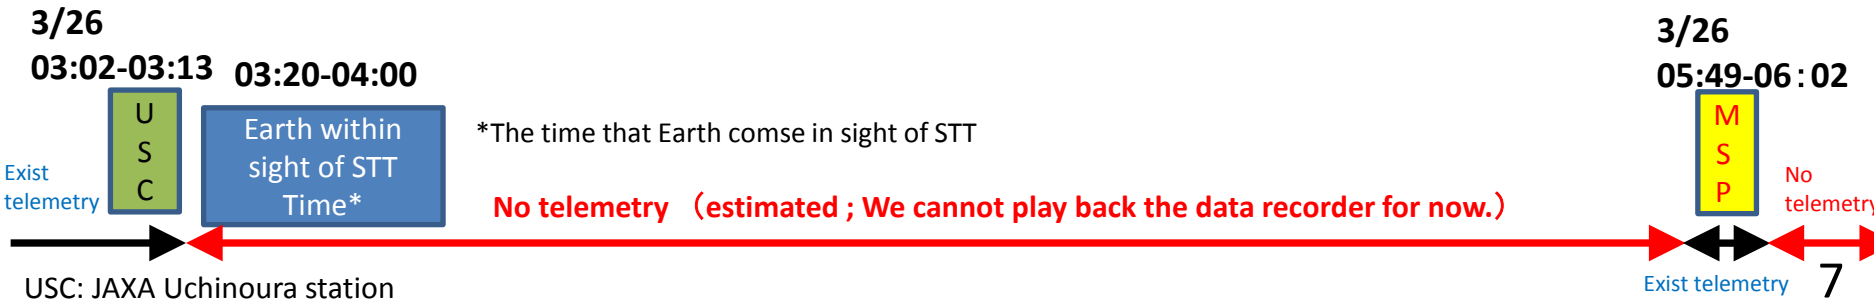 3/26
03:02-03:13
03:20-04:00
3/26
05:49-06：02
U
S
C
Earth within
sight of STT
Time*
*The time that Earth comse in sight of STT
M
S
P
Exist
telemetry
No telemetry （estimated ; We cannot play back the data recorder for now.）
No
telemetry
USC: JAXA Uchinoura station
Exist telemetry
7